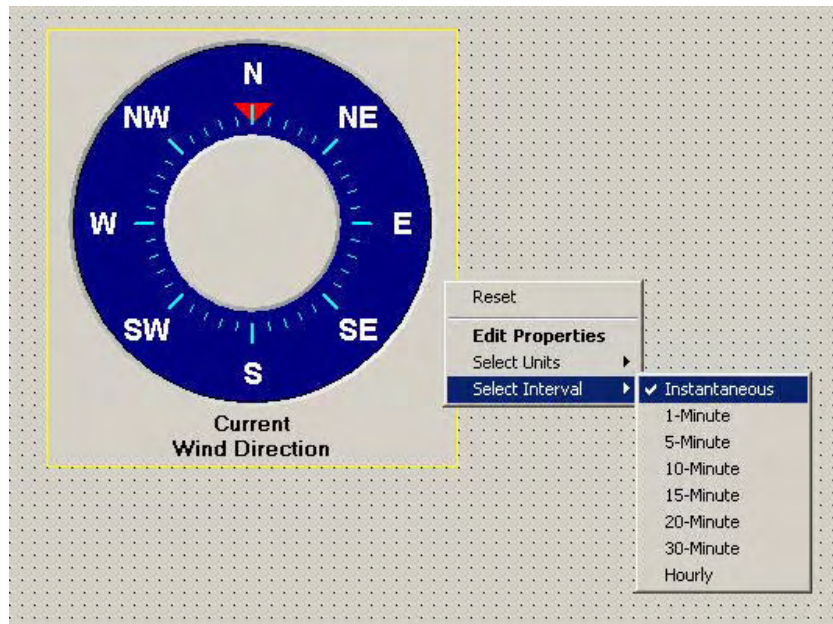 N
NW
NE
W
E
SW
SE
S
Current
Wind Direction
Reset
Edit Properties
Select Units
Select Interval
Instantaneous
1-Minute
5-Minute
10-Minute
15-Minute
20-Minute
30-Minute
Hourly